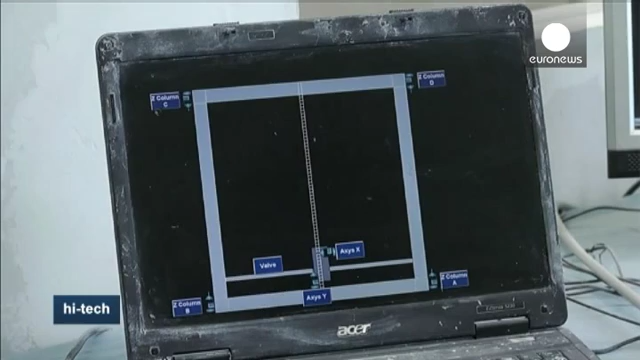 euronews
Z Column
C
Z Column
D
Valve
Axys X
Z Column
B
Axys Y
Z Column
A
hi-tech
acer